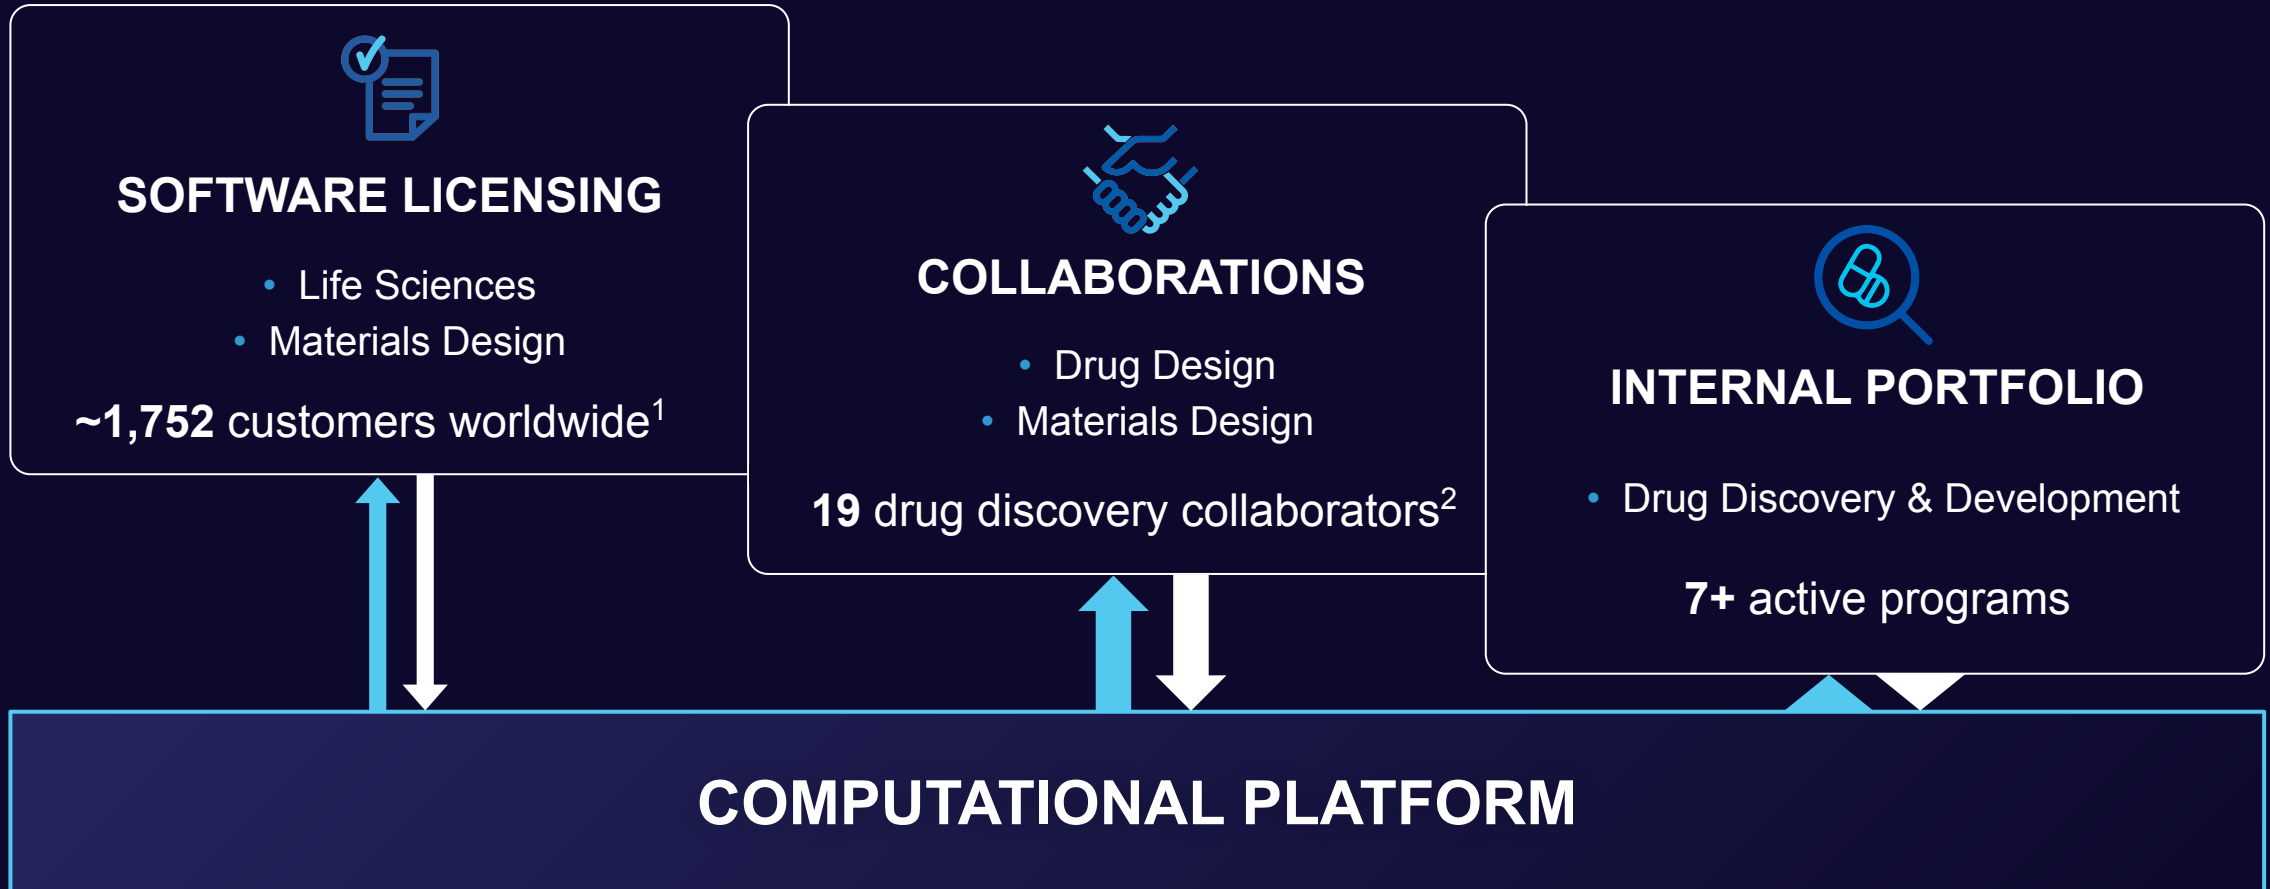 SOFTWARE LICENSING
• Life Sciences
• Materials Design
~1,752 customers worldwide¹
COLLABORATIONS
• Drug Design
• Materials Design
19 drug discovery collaborators²
INTERNAL PORTFOLIO
• Drug Discovery & Development
7+ active programs
COMPUTATIONAL PLATFORM